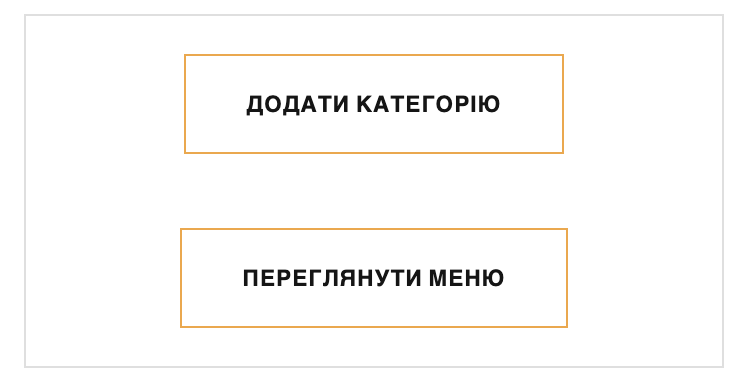 ДОДАТИ КАТЕГОРІЮ
ПЕРЕГЛЯНУТИ МЕНЮ